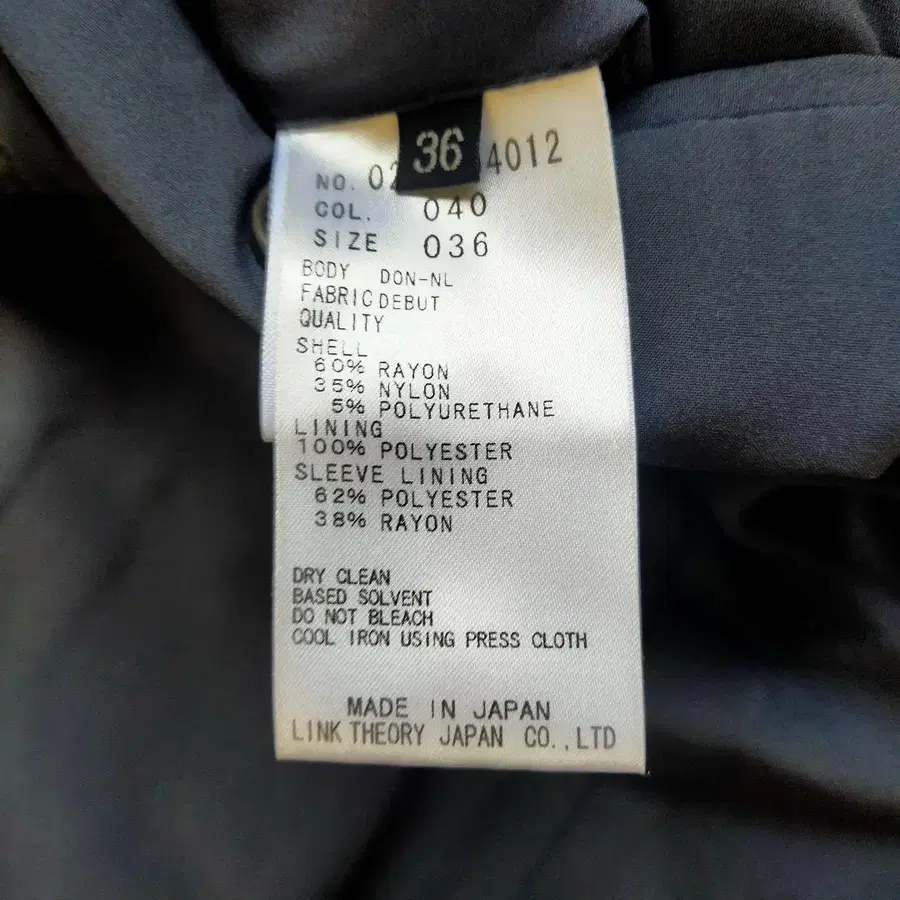 36
NO. 02 4012
COL. 040
SIZE 036
BODY DON-NL
FABRIC DEBUT
QUALITY
SHELL
60% RAYON
35% NYLON
5% POLYURETHANE
LINING
100% POLYESTER
SLEEVE LINING
62% POLYESTER
38% RAYON
DRY CLEAN
BASED SOLVENT
DO NOT BLEACH
COOL IRON USING PRESS CLOTH
MADE IN JAPAN
LINK THEORY JAPAN CO.,LTD